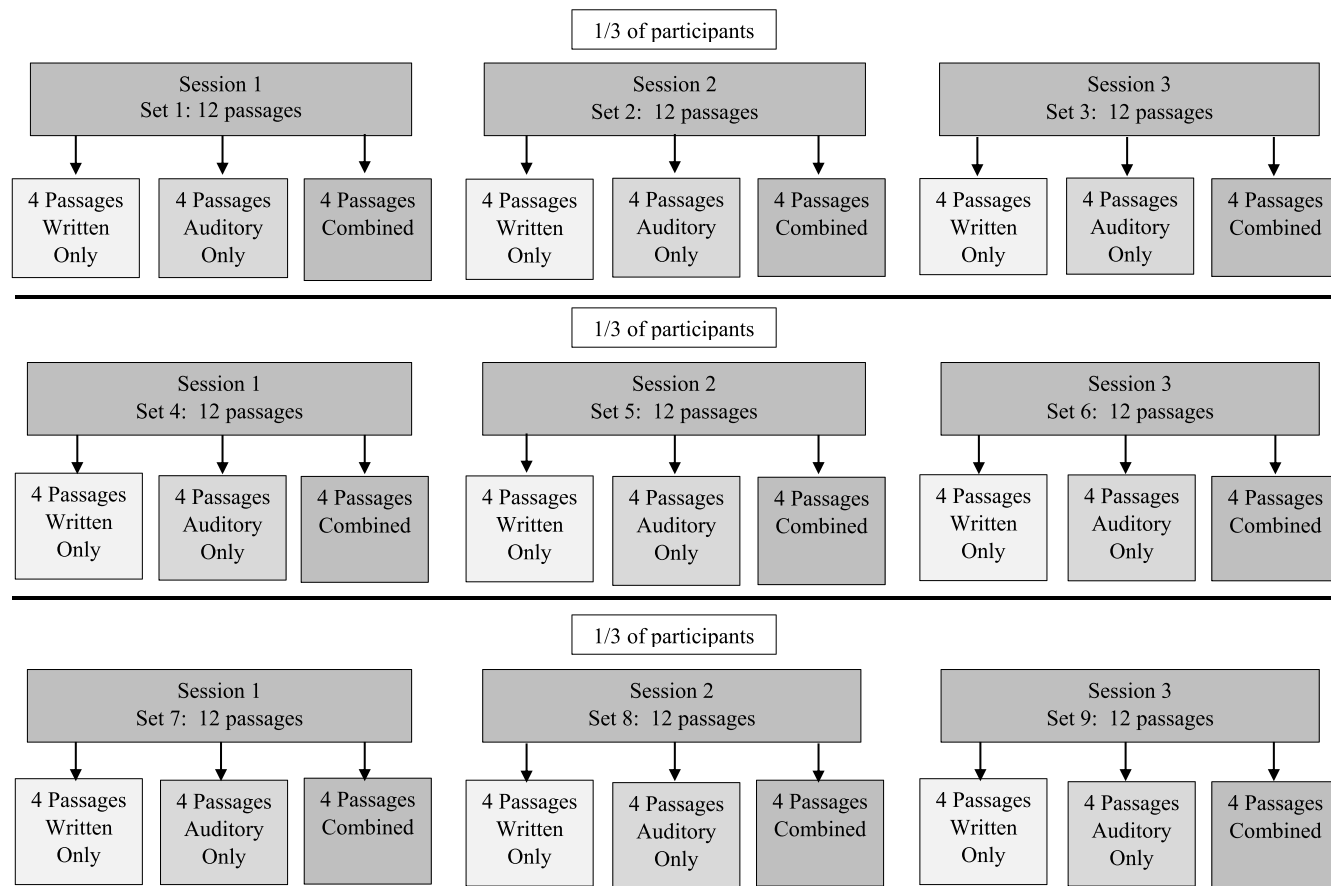 1/3 of participants
Session 1
Set 1: 12 passages
Session 2
Set 2: 12 passages
Session 3
Set 3: 12 passages
4 Passages
Written
Only
4 Passages
Auditory
Only
4 Passages
Combined
4 Passages
Written
Only
4 Passages
Auditory
Only
4 Passages
Combined
4 Passages
Written
Only
4 Passages
Auditory
Only
4 Passages
Combined
1/3 of participants
Session 1
Set 4: 12 passages
Session 2
Set 5: 12 passages
Session 3
Set 6: 12 passages
4 Passages
Written
Only
4 Passages
Auditory
Only
4 Passages
Combined
4 Passages
Written
Only
4 Passages
Auditory
Only
4 Passages
Combined
4 Passages
Written
Only
4 Passages
Auditory
Only
4 Passages
Combined
1/3 of participants
Session 1
Set 7: 12 passages
Session 2
Set 8: 12 passages
Session 3
Set 9: 12 passages
4 Passages
Written
Only
4 Passages
Auditory
Only
4 Passages
Combined
4 Passages
Written
Only
4 Passages
Auditory
Only
4 Passages
Combined
4 Passages
Written
Only
4 Passages
Auditory
Only
4 Passages
Combined